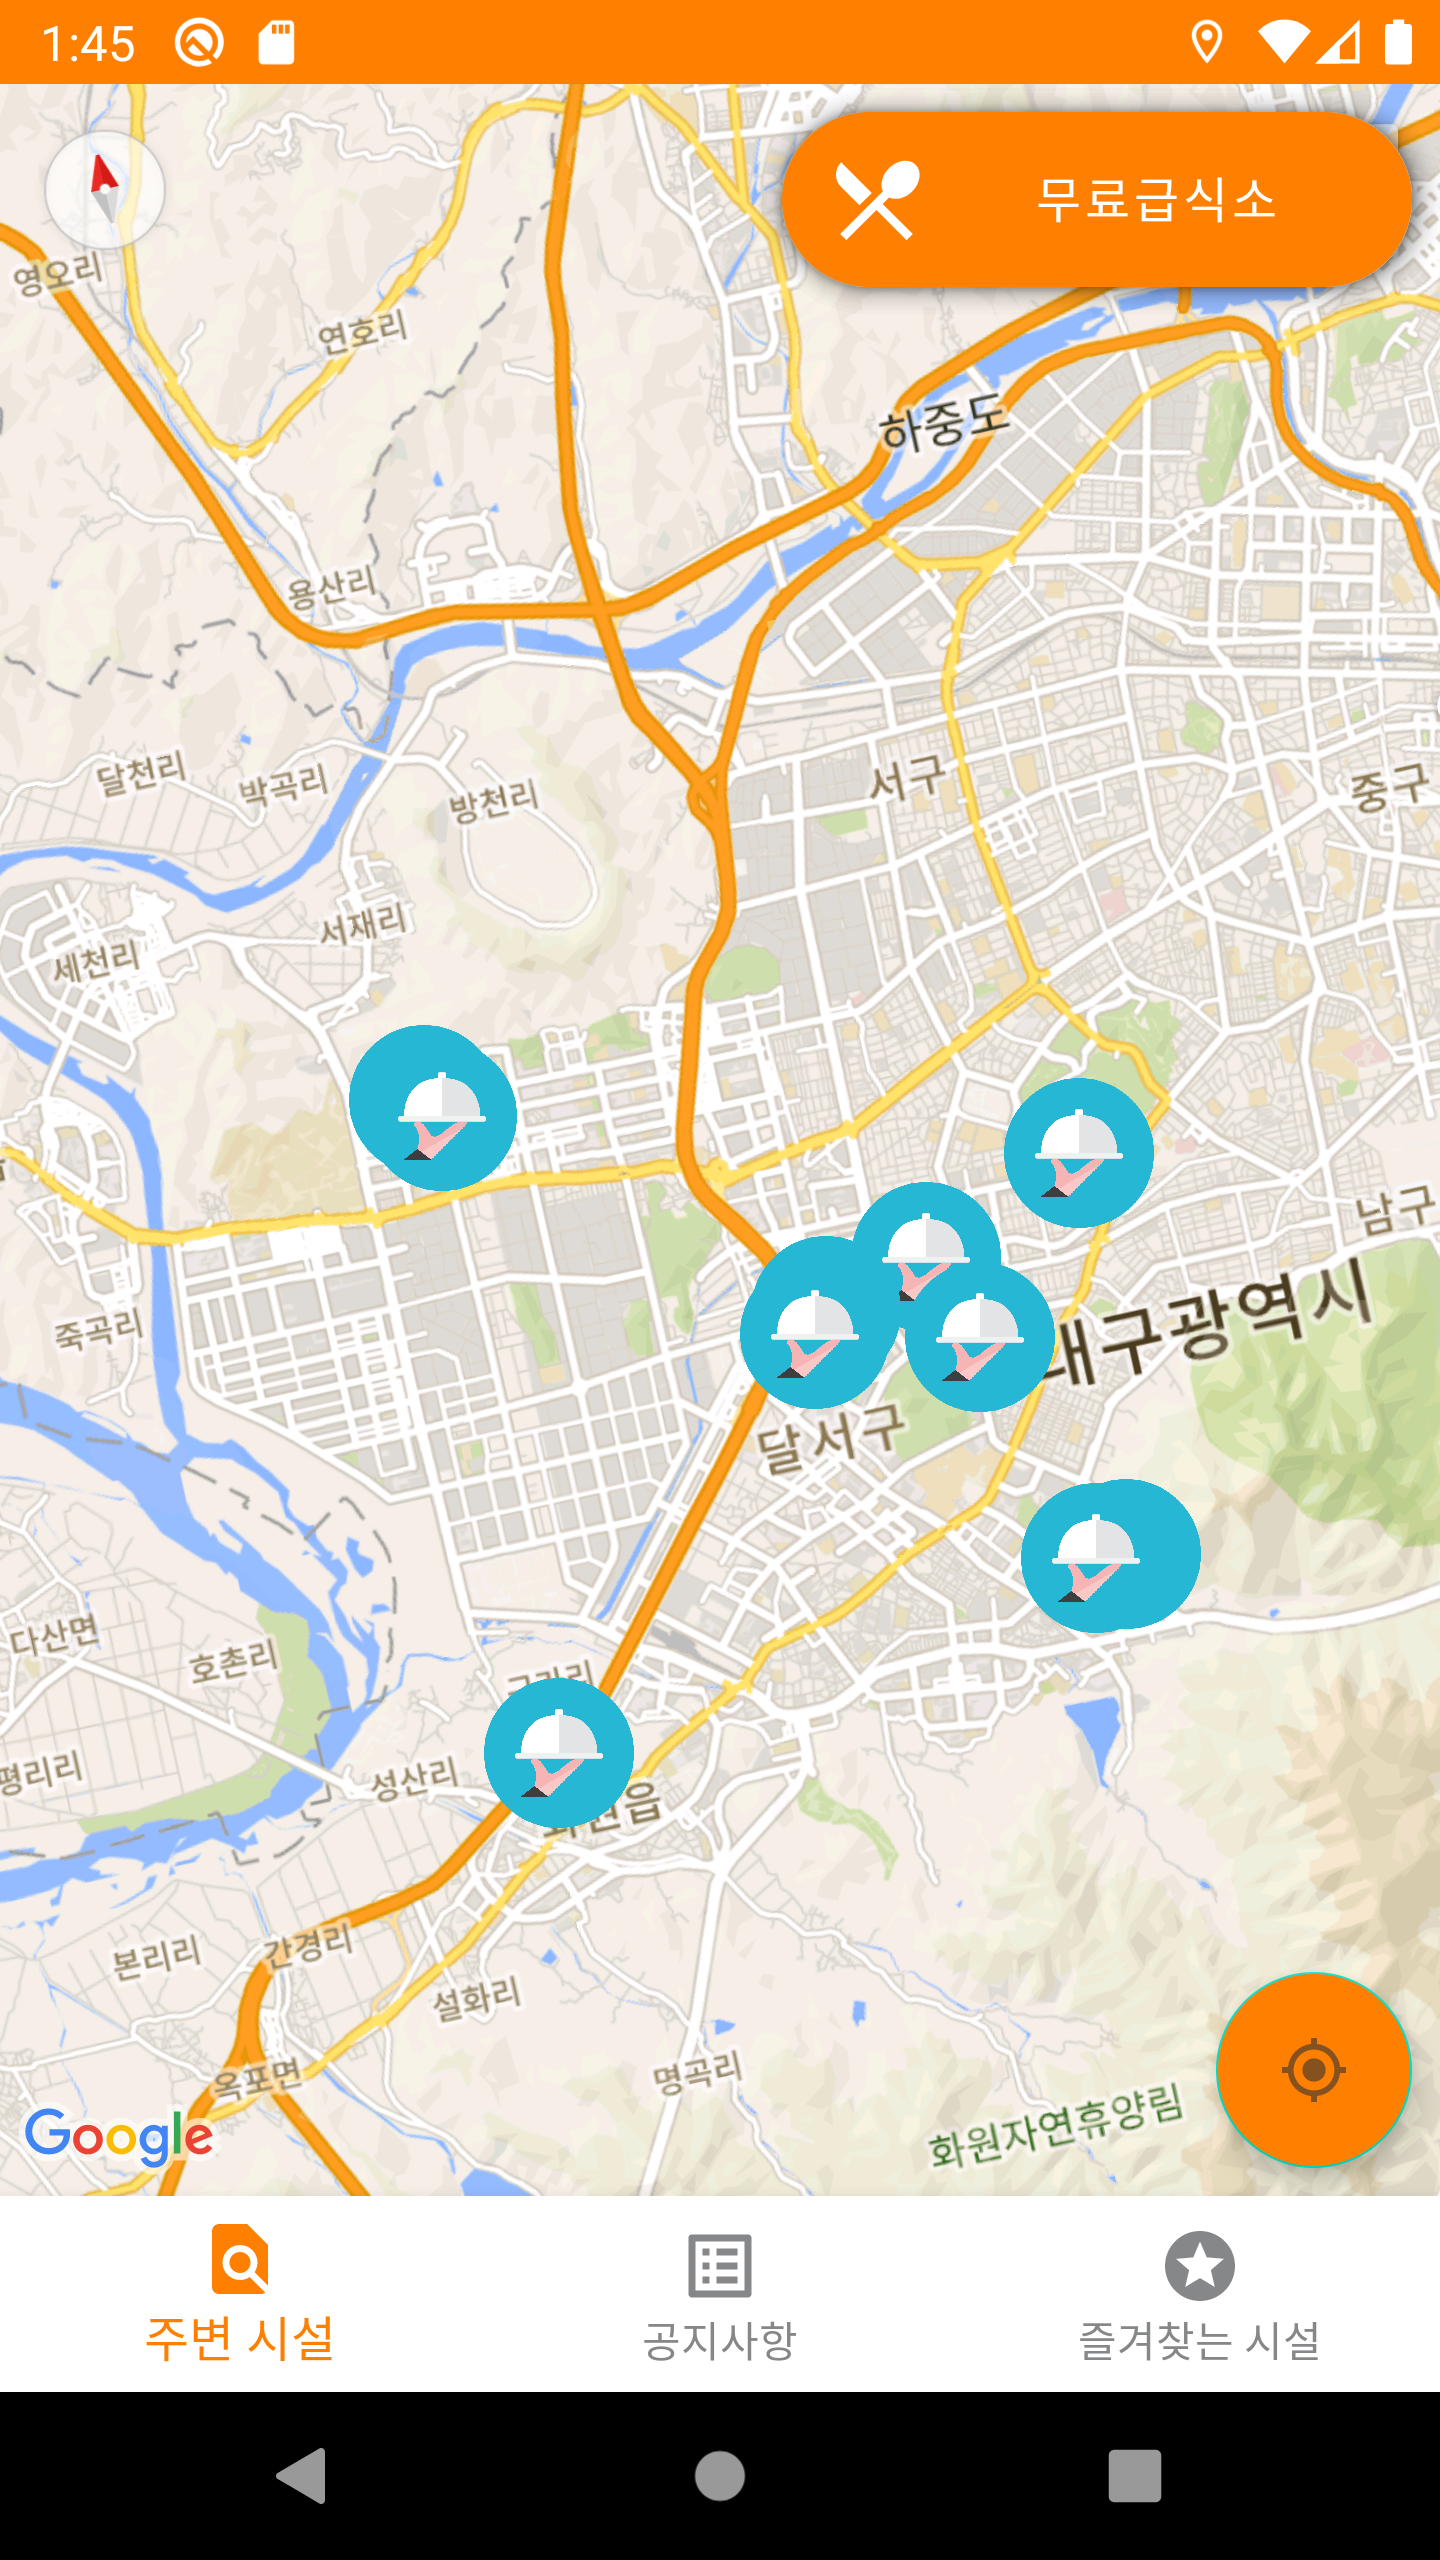 1:45
무료급식소
영오리
연호리
하중도
용산리
달천리
박곡리
방천리
서구
중구
서재리
세천리
남구
대구광역시
죽곡리
달서구
다산면
호촌리
평리리
성산리
본리리
간경리
설화리
옥포면
명곡리
화원자연휴양림
Google
주변 시설
공지사항
즐겨찾는 시설